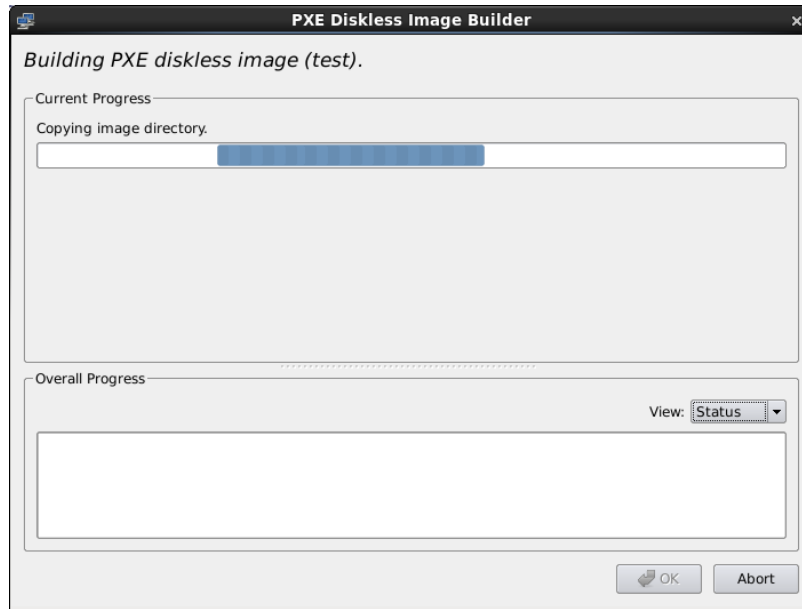 PXE Diskless Image Builder
Building PXE diskless image (test).
Current Progress
Copying image directory.
Overall Progress
View: Status
OK Abort